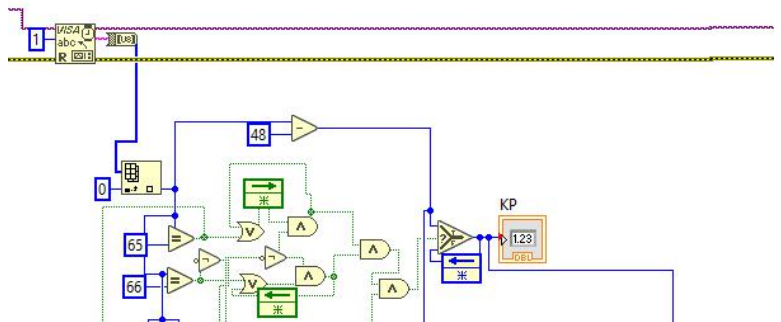 VISA
abc
R
1
[U8]
48
0
KP
1.23
DBL
65
66
=
=
V
V
Λ
Λ
Λ
Λ
¬
¬
-
?
T
F
Ж
Ж
Ж